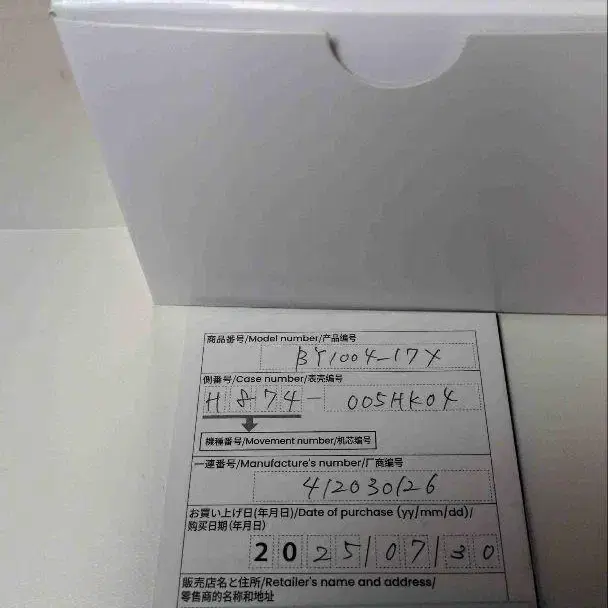 商品番号/Model number/产品编号
BY1004-17X
側番号/Case number/表壳编号
H874-005HK04
機種番号/Movement number/机芯编号
一連番号/Manufacture's number/厂商编号
412030126
お買い上げ日(年月日)/Date of purchase (yy/mm/dd)/
购买日期(年月日)
2025/07/30
販売店名と住所/Retailer's name and address/
零售商的名称和地址